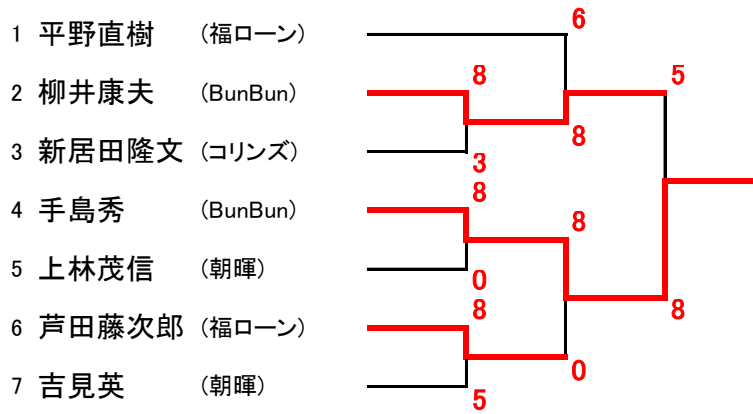 6
1 平野直樹 (福ローン)
8 5
2 柳井康夫 (BunBun)
8
3 新居田隆文 (コリンズ) 3
8
4 手島秀 (BunBun) 8
5 上林茂信 (朝暉) 0
8 8
6 芦田藤次郎 (福ローン)
0
7 吉見英 (朝暉) 5